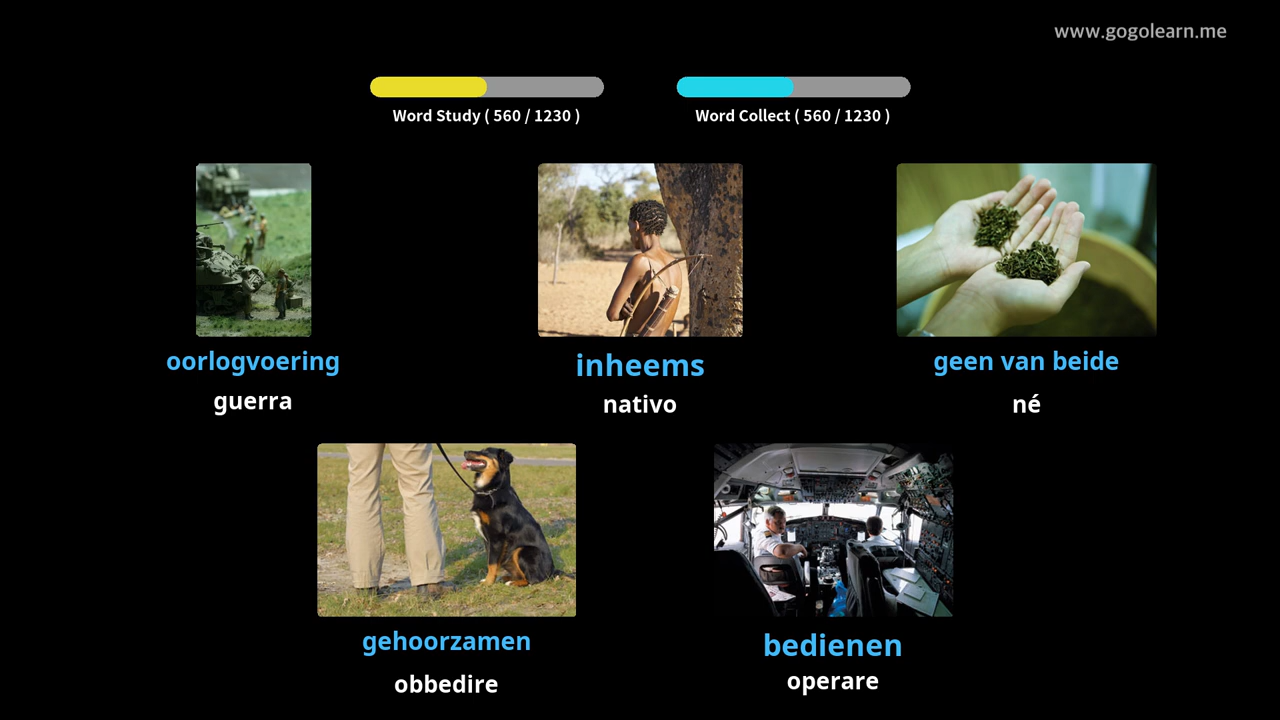 www.gogolearn.me
Word Study ( 560 / 1230 )
Word Collect ( 560 / 1230 )
oorlogvoering
guerra
inheems
nativo
geen van beide
né
gehoorzamen
obbedire
bedienen
operare